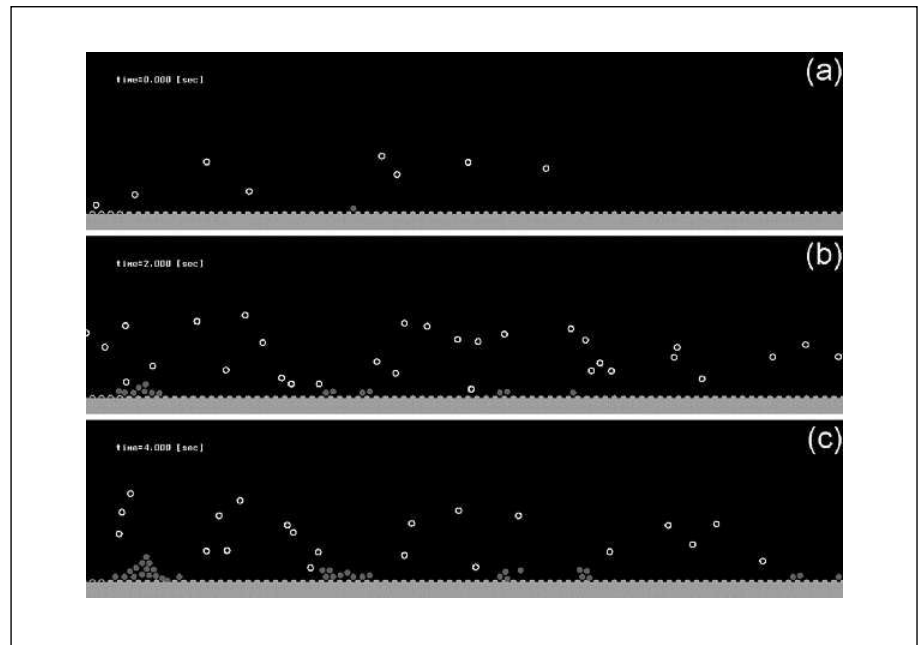 (a)
time=0.000 [sec]
(b)
time=2.000 [sec]
(c)
time=4.000 [sec]